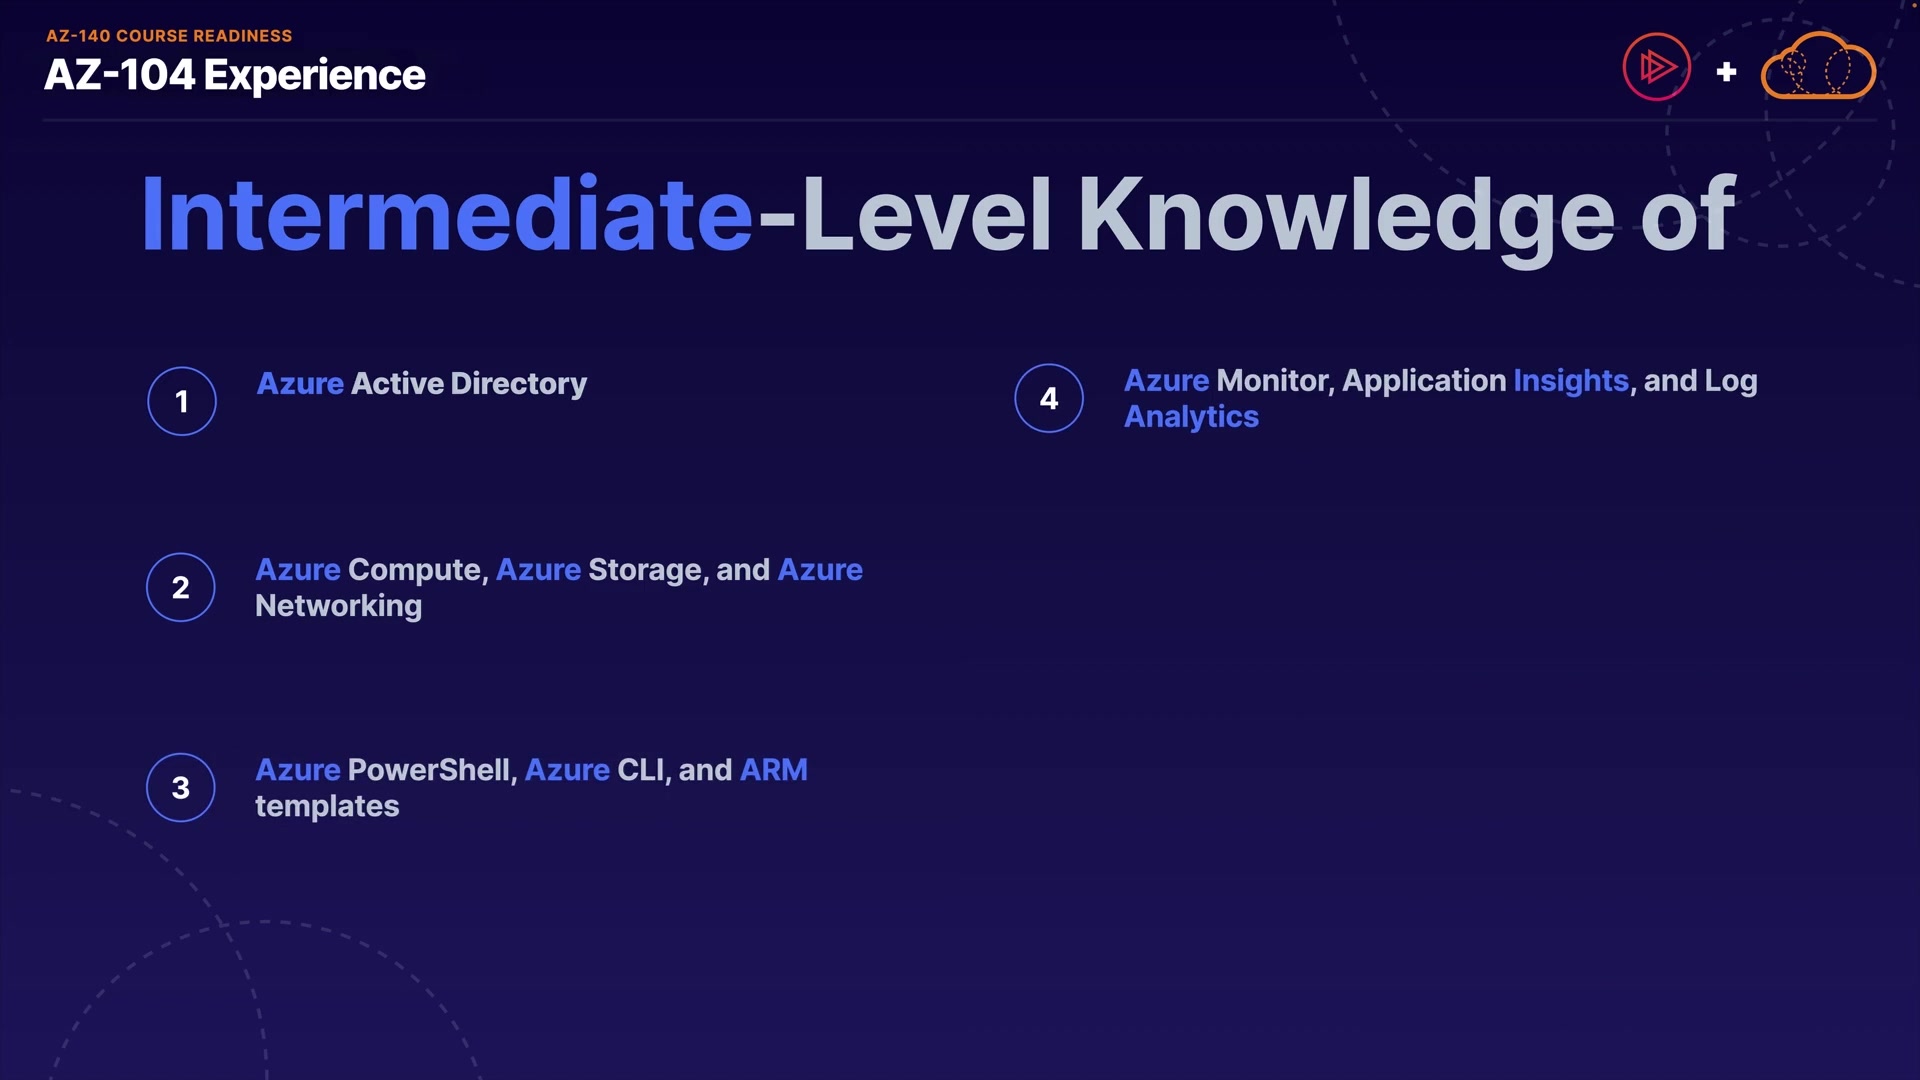 AZ-140 COURSE READINESS
AZ-104 Experience
Intermediate-Level Knowledge of
1
Azure Active Directory
2
Azure Compute, Azure Storage, and Azure
Networking
3
Azure PowerShell, Azure CLI, and ARM
templates
4
Azure Monitor, Application Insights, and Log
Analytics